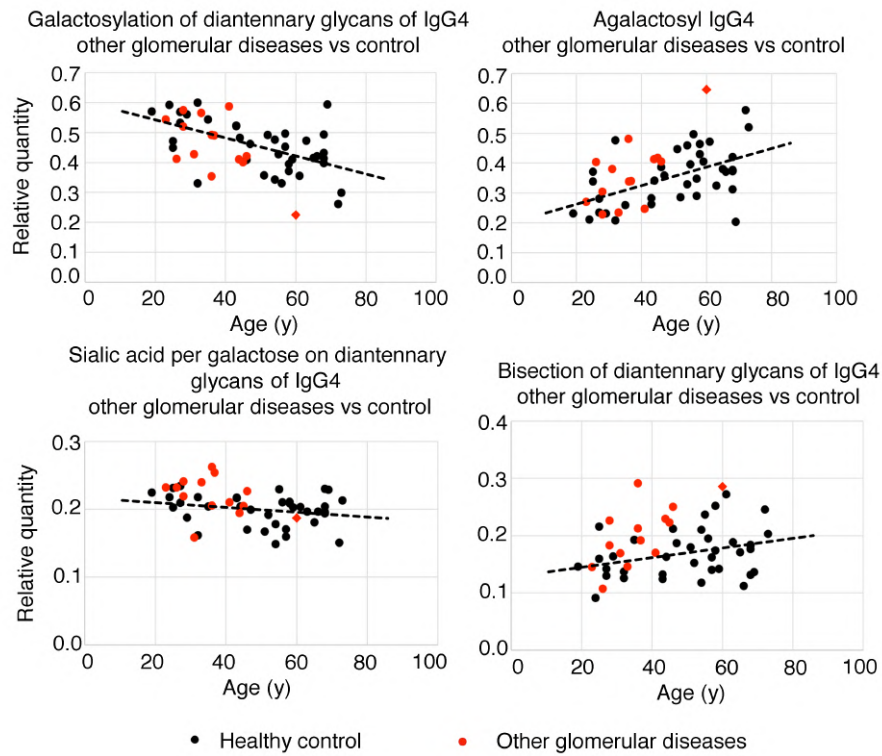 Galactosylation of diantennary glycans of IgG4
other glomerular diseases vs control
Relative quantity
0.7
0.6
0.5
0.4
0.3
0.2
0.1
0.0
0 20 40 60 80 100
Age (y)
Agalactosyl IgG4
other glomerular diseases vs control
0.7
0.6
0.5
0.4
0.3
0.2
0.1
0.0
0 20 40 60 80 100
Age (y)
Sialic acid per galactose on diantennary
glycans of IgG4
other glomerular diseases vs control
Relative quantity
0.3
0.2
0.1
0.0
0 20 40 60 80 100
Age (y)
Bisection of diantennary glycans of IgG4
other glomerular diseases vs control
0.4
0.3
0.2
0.1
0.0
0 20 40 60 80 100
Age (y)
Healthy control
Other glomerular diseases